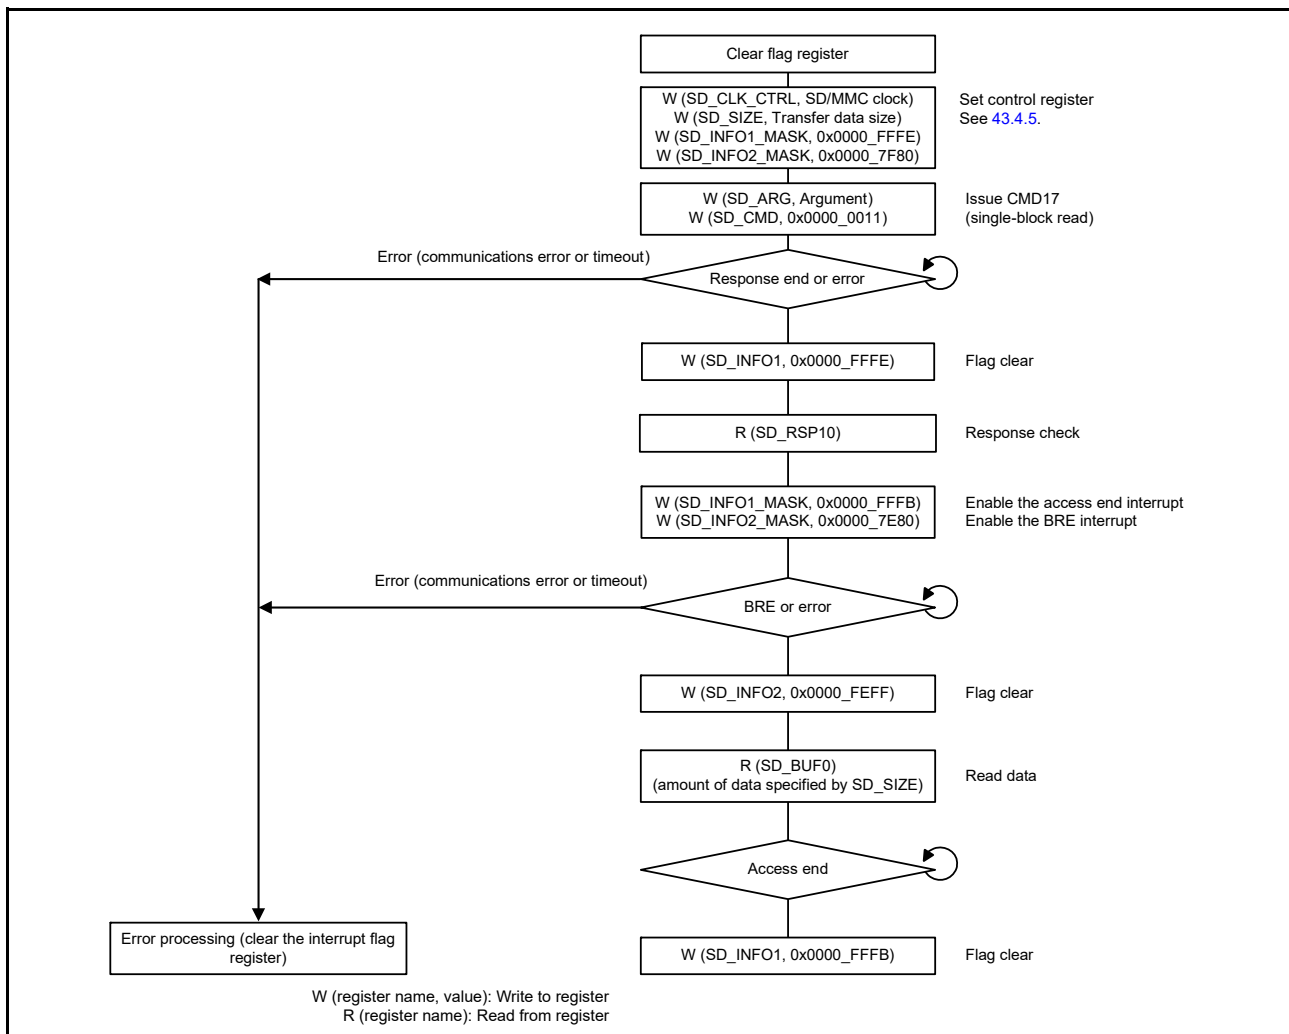 Clear flag register
W (SD_CLK_CTRL, SD/MMC clock)
W (SD_SIZE, Transfer data size)
W (SD_INFO1_MASK, 0x0000_FFFE)
W (SD_INFO2_MASK, 0x0000_7F80)
Set control register
See 43.4.5.
W (SD_ARG, Argument)
W (SD_CMD, 0x0000_0011)
Issue CMD17
(single-block read)
Error (communications error or timeout)
Response end or error
W (SD_INFO1, 0x0000_FFFE)
Flag clear
R (SD_RSP10)
Response check
W (SD_INFO1_MASK, 0x0000_FFFB)
W (SD_INFO2_MASK, 0x0000_7E80)
Enable the access end interrupt
Enable the BRE interrupt
Error (communications error or timeout)
BRE or error
W (SD_INFO2, 0x0000_FEFF)
Flag clear
R (SD_BUF0)
(amount of data specified by SD_SIZE)
Read data
Access end
Error processing (clear the interrupt flag
register)
W (SD_INFO1, 0x0000_FFFB)
Flag clear
W (register name, value): Write to register
R (register name): Read from register